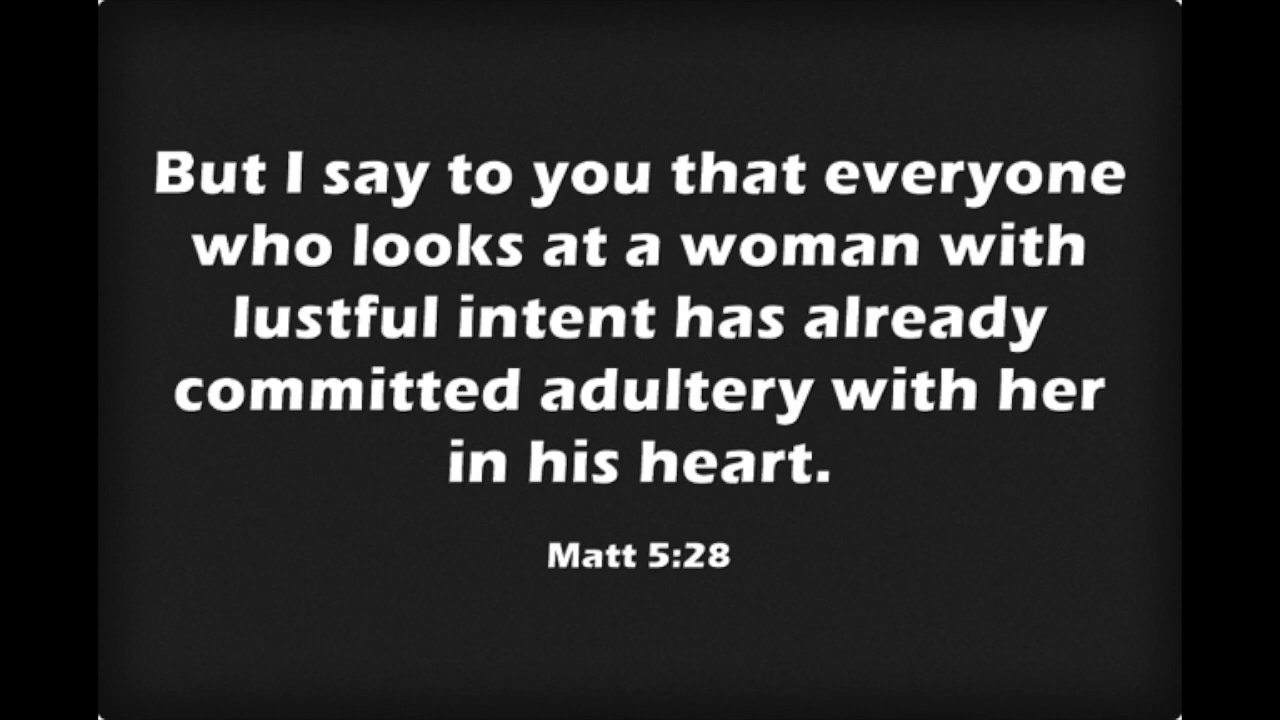 But I say to you that everyone
who looks at a woman with
lustful intent has already
committed adultery with her
in his heart.
Matt 5:28